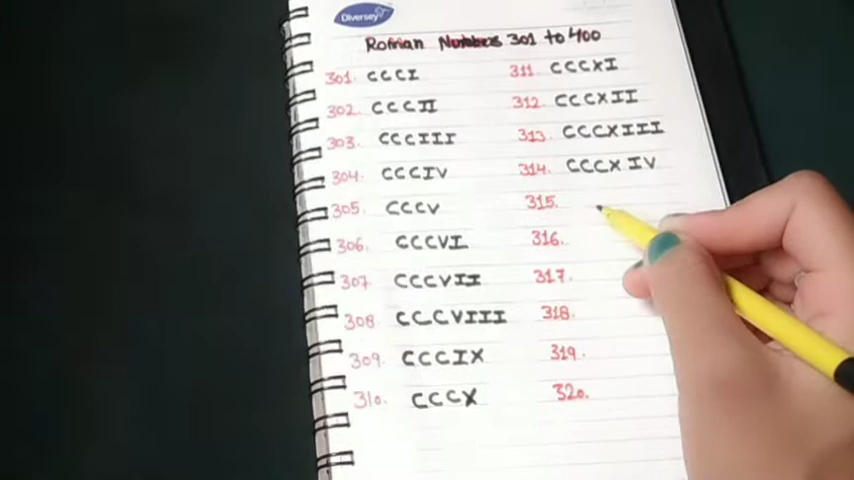 Diversey
Roman Numbers 301 to 400
301. CCCI
302. CCCII
303. CCCIII
304. CCCIV
305. CCCV
306. CCCVI
307. CCCVII
308. CCCVIII
309. CCCIX
310. CCCX
311. CCCXI
312. CCCXII
313. CCCXIII
314. CCCXIV
315.
316.
317.
318.
319.
320.